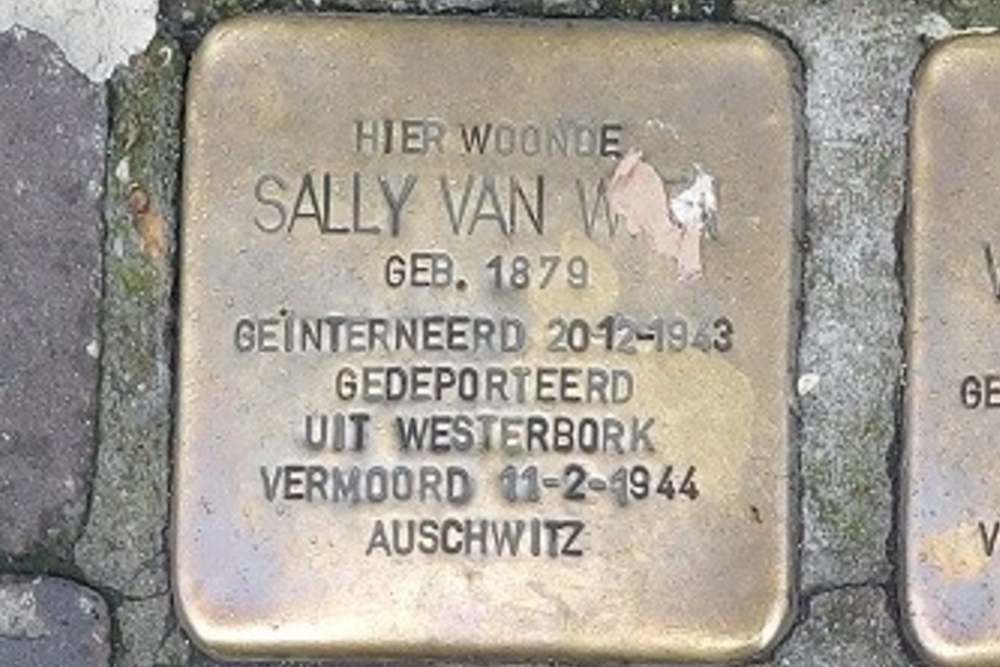 HIER WOONDE
SALLY VAN
GEB. 1879
GEÏNTERNEERD 20-12-1943
GEDEPORTEERD
UIT WESTERBORK
VERMOORD 11-2-1944
AUSCHWITZ